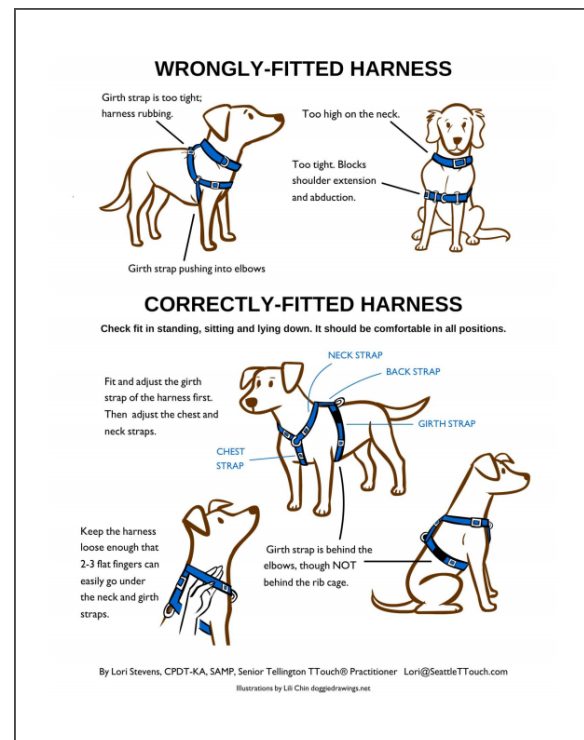 WRONGLY-FITTED HARNESS
Girth strap is too tight;
harness rubbing.
Too high on the neck.
Too tight. Blocks
shoulder extension
and abduction.
Girth strap pushing into elbows
CORRECTLY-FITTED HARNESS
Check fit in standing, sitting and lying down. It should be comfortable in all positions.
NECK STRAP
BACK STRAP
Fit and adjust the girth
strap of the harness first.
Then adjust the chest and
neck straps.
GIRTH STRAP
CHEST
STRAP
Keep the harness
loose enough that
2-3 flat fingers can
easily go under
the neck and girth
straps.
Girth strap is behind the
elbows, though NOT
behind the rib cage.
By Lori Stevens, CPDT-KA, SAMP, Senior Tellington TTouch® Practitioner Lori@SeattleTTouch.com
Illustrations by Lili Chin doggiedrawings.net